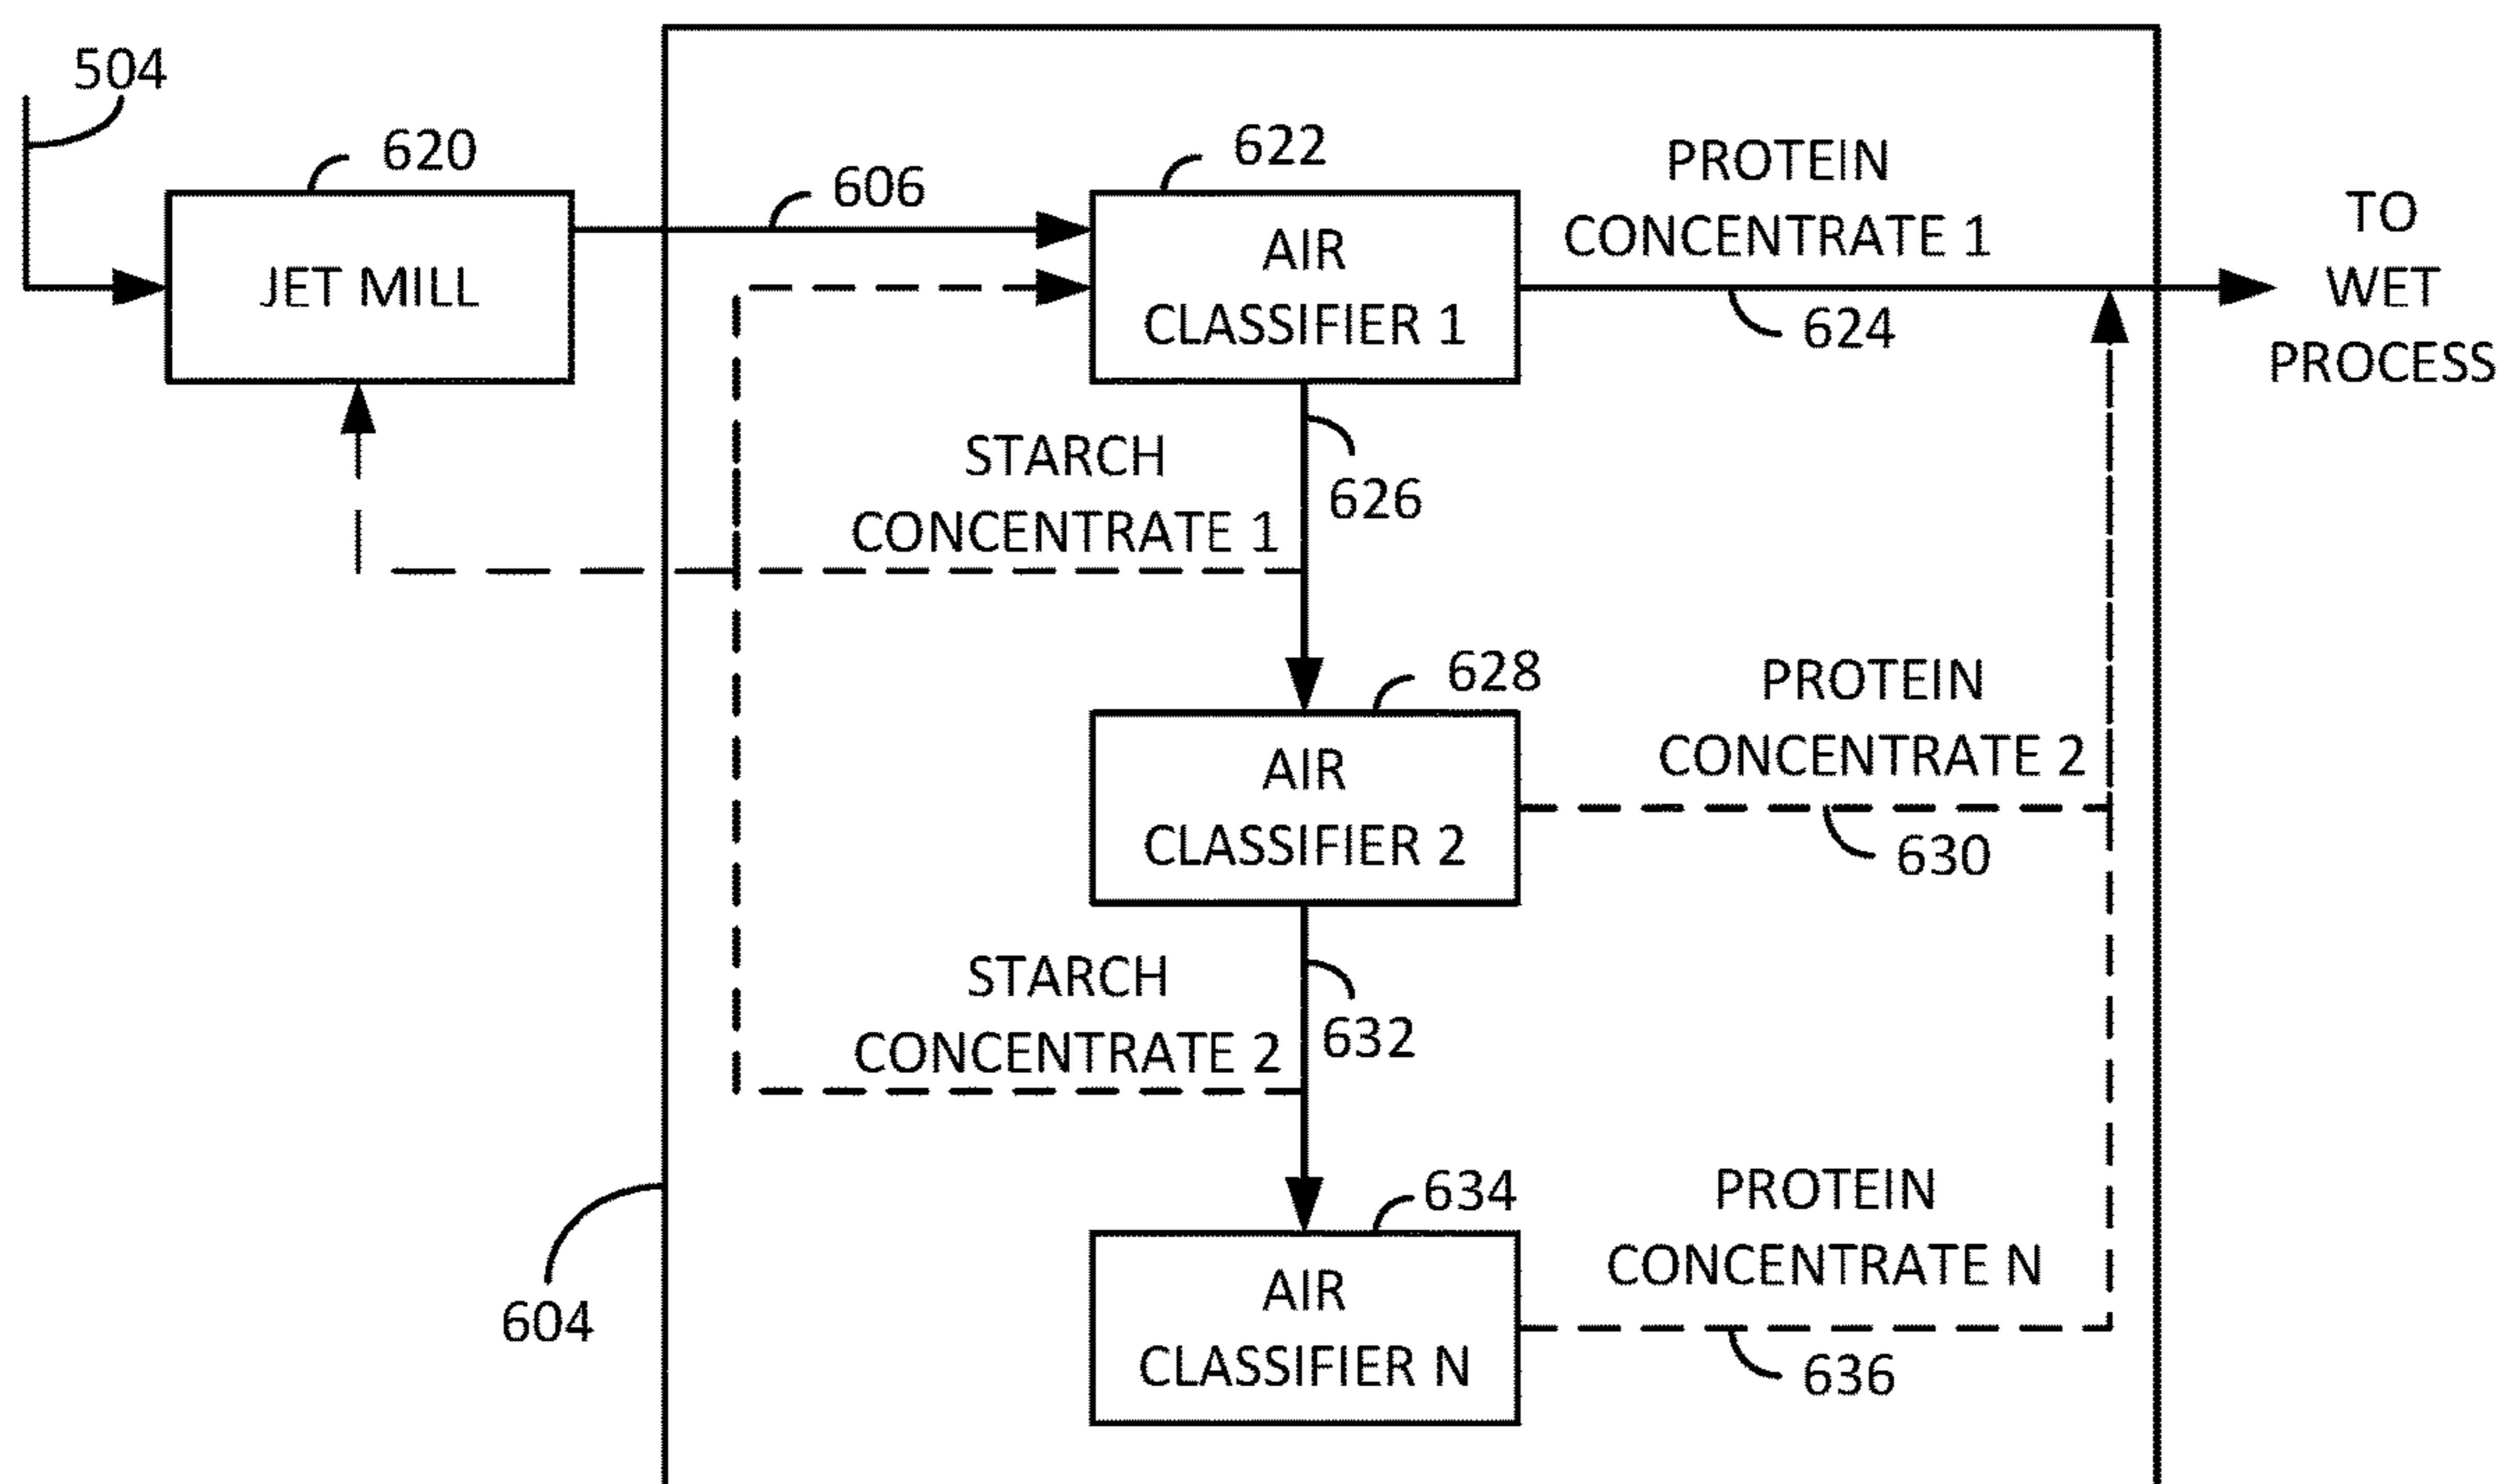 504
620
JET MILL
606
622
AIR
CLASSIFIER 1
PROTEIN
CONCENTRATE 1
624
TO
WET
PROCESS
STARCH
CONCENTRATE 1
626
628
AIR
CLASSIFIER 2
PROTEIN
CONCENTRATE 2
630
STARCH
CONCENTRATE 2
632
634
AIR
CLASSIFIER N
PROTEIN
CONCENTRATE N
636
604